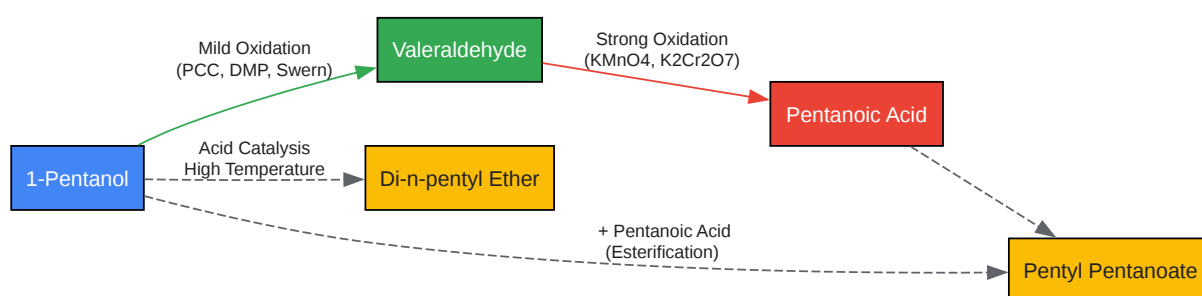 Mild Oxidation
(PCC, DMP, Swern)
Valeraldehyde
Strong Oxidation
(KMnO4, K2Cr2O7)
Pentanoic Acid
1-Pentanol
Acid Catalysis
High Temperature
Di-n-pentyl Ether
+ Pentanoic Acid
(Esterification)
Pentyl Pentanoate